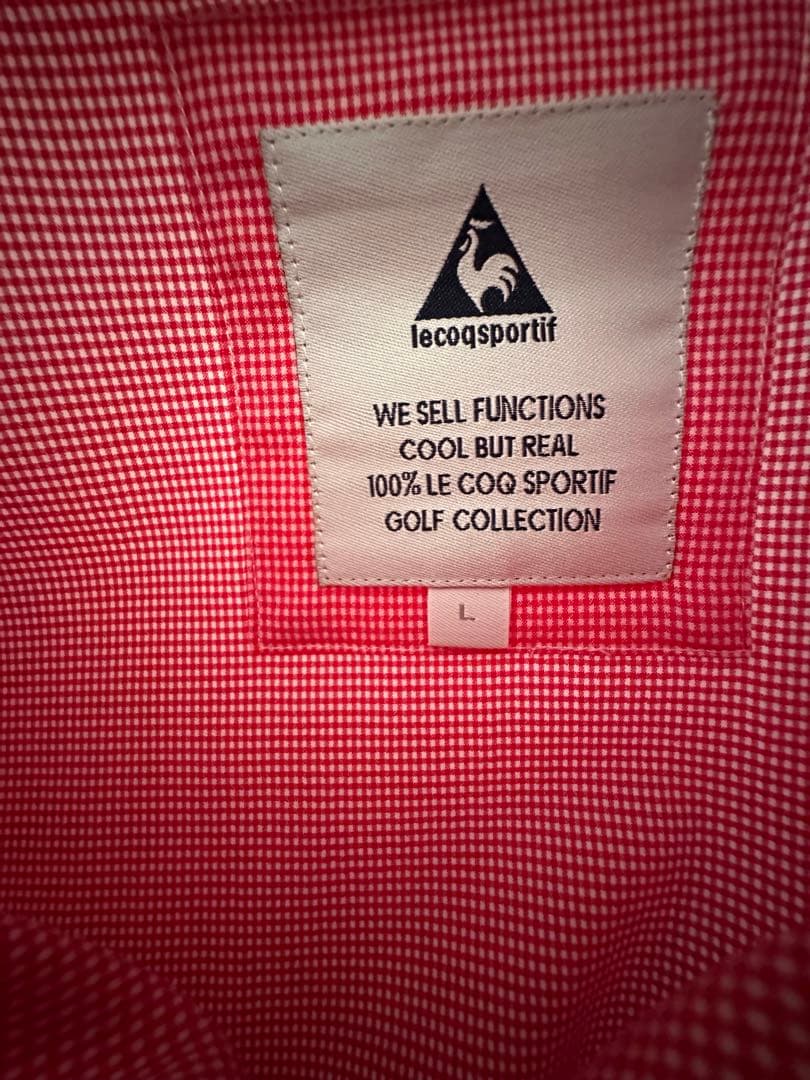 lecoqsportif
WE SELL FUNCTIONS
COOL BUT REAL
100% LE COQ SPORTIF
GOLF COLLECTION
L